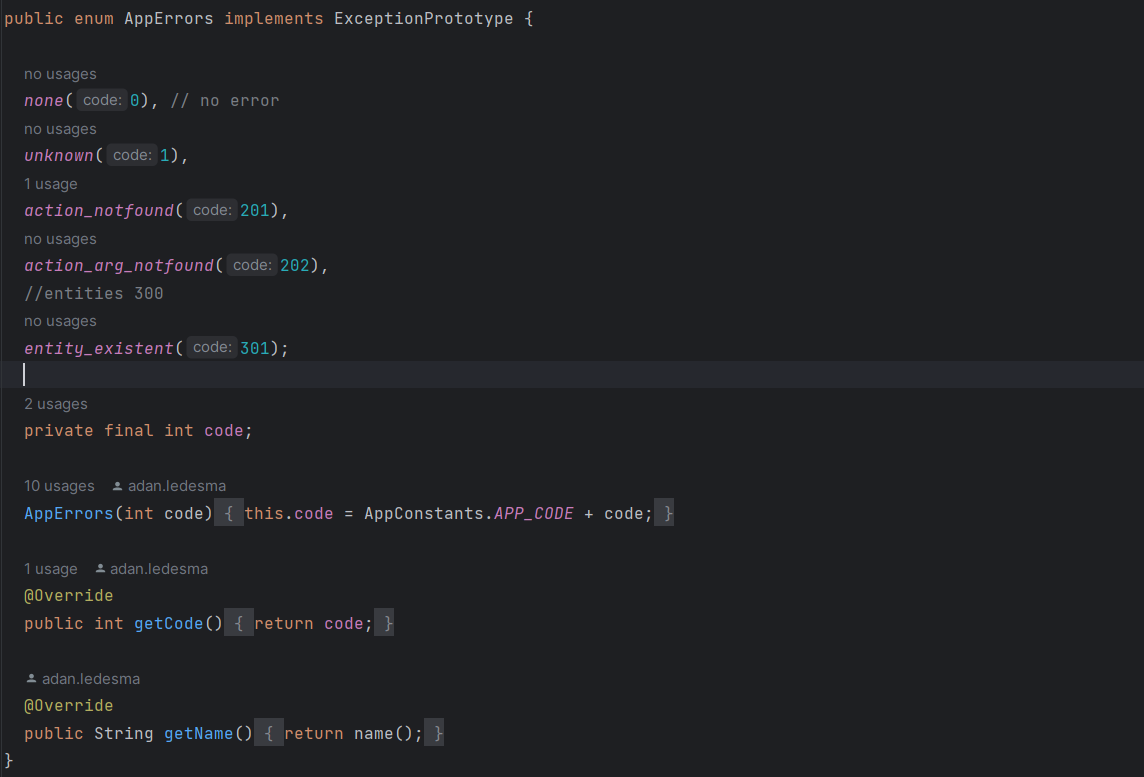 public enum AppErrors implements ExceptionPrototype {
no usages
none( code: 0), // no error
no usages
unknown( code: 1),
1 usage
action_notfound( code: 201),
no usages
action_arg_notfound( code: 202),
//entities 300
no usages
entity_existent( code: 301);
2 usages
private final int code;
10 usages adan.ledesma
AppErrors(int code) { this.code = AppConstants.APP_CODE + code; }
1 usage adan.ledesma
@Override
public int getCode() { return code; }
adan.ledesma
@Override
public String getName() { return name(); }
}